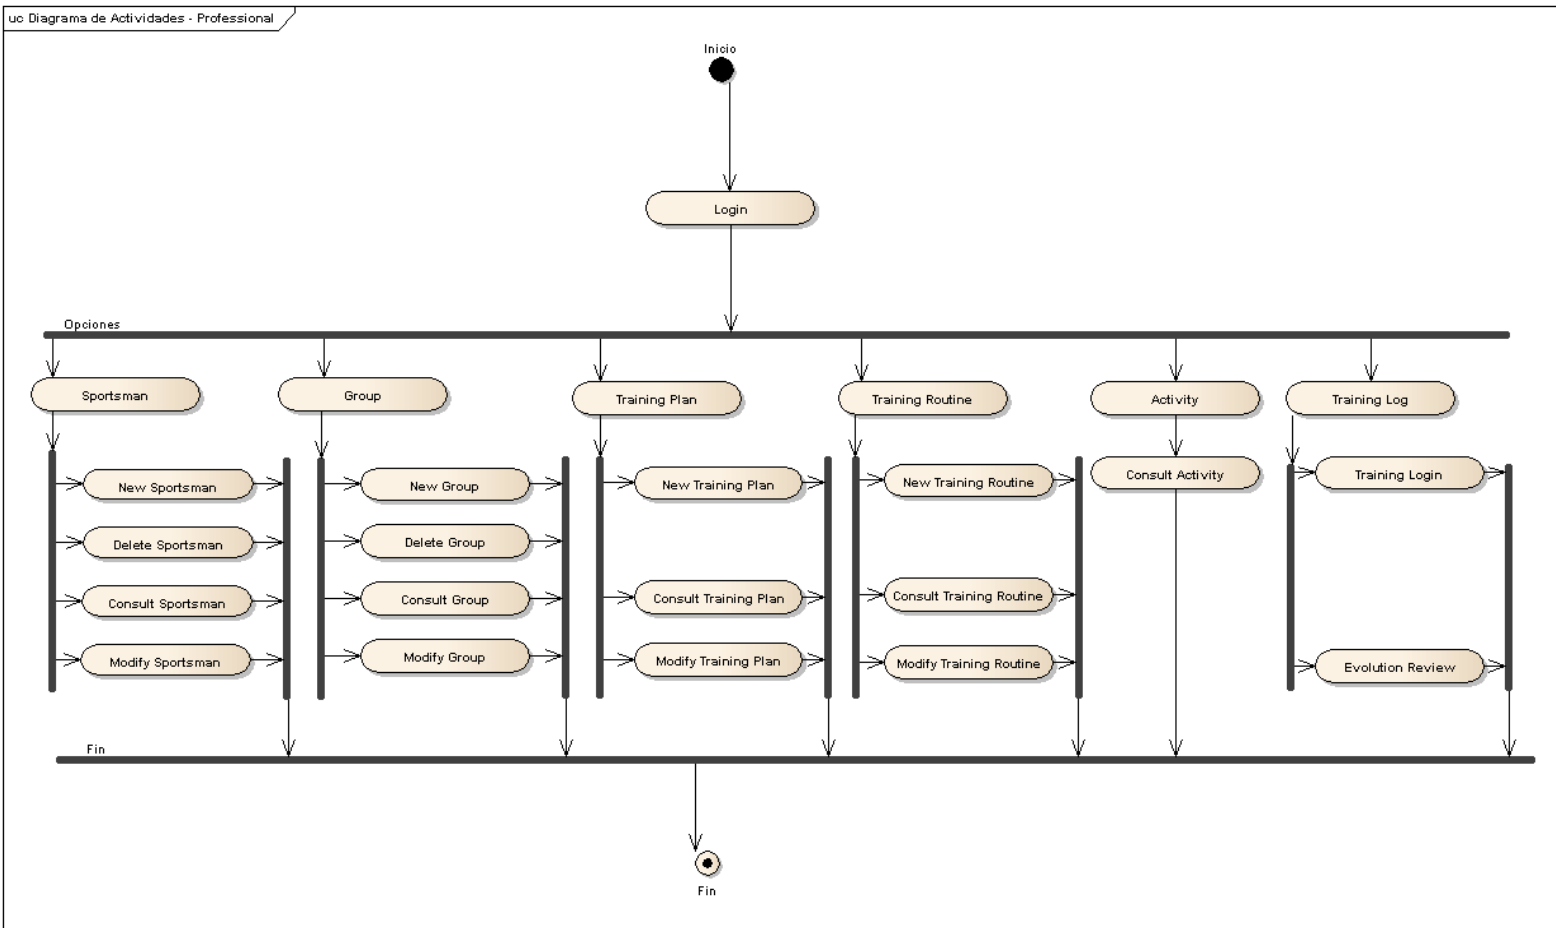 uc Diagrama de Actividades - Professional
Inicio
Login
Opciones
Sportsman
Group
Training Plan
Training Routine
Activity
Training Log
New Sportsman
New Group
New Training Plan
New Training Routine
Consult Activity
Training Login
Delete Sportsman
Delete Group
Consult Sportsman
Consult Group
Consult Training Plan
Consult Training Routine
Modify Sportsman
Modify Group
Modify Training Plan
Modify Training Routine
Evolution Review
Fin
Fin